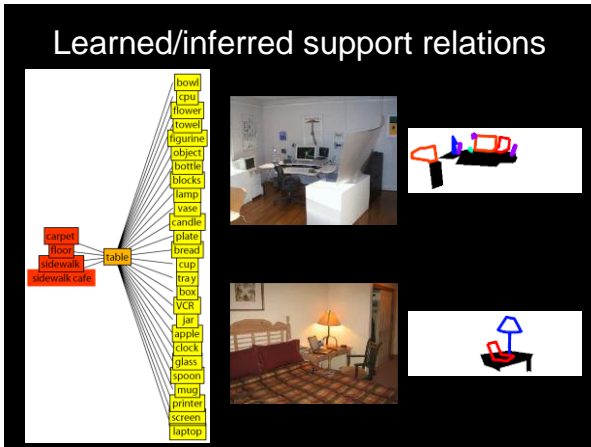 Learned/inferred support relations
bowl
cpu
flower
towel
figurine
object
bottle
blocks
lamp
vase
candle
plate
bread
cup
tray
box
VCR
jar
apple
clock
glass
spoon
mug
printer
screen
laptop
carpet
floor
sidewalk
sidewalk cafe
table